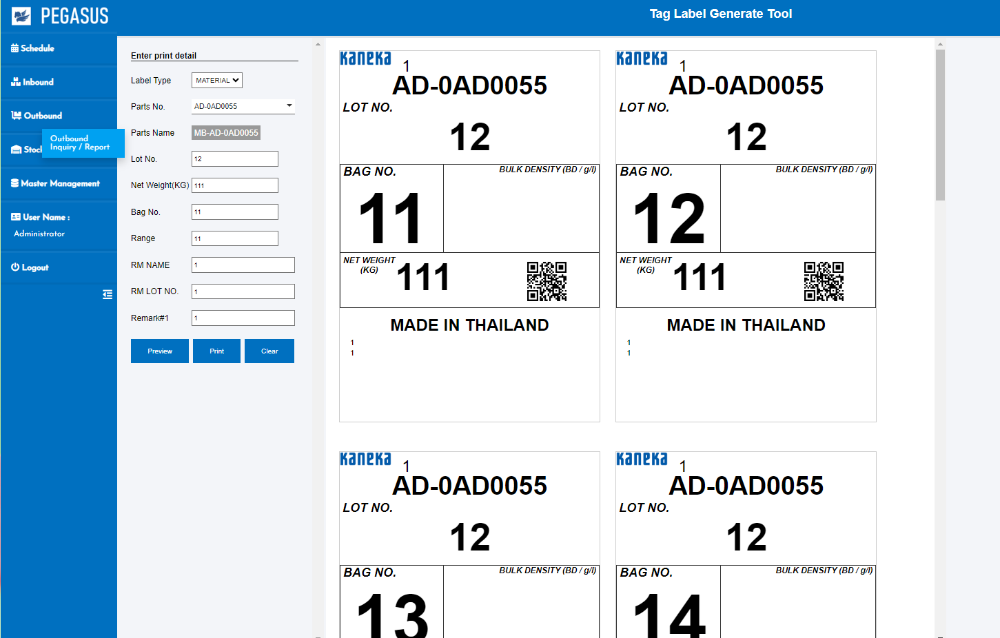 PEGASUS
Tag Label Generate Tool
Schedule
Inbound
Outbound
Outbound
Inquiry / Report
Master Management
User Name :
Administrator
Logout
Enter print detail
Label Type
MATERIAL
Parts No.
AD-0AD0055
Parts Name
MB-AD-0AD0055
Lot No.
12
Net Weight(KG)
111
Bag No.
11
Range
11
RM NAME
1
RM LOT NO.
1
Remark#1
1
Preview
Print
Clear
Kaneka
1
AD-0AD0055
LOT NO.
12
BAG NO.
BULK DENSITY (BD / g/l)
11
NET WEIGHT
(KG)
111
MADE IN THAILAND
1
1
Kaneka
1
AD-0AD0055
LOT NO.
12
BAG NO.
BULK DENSITY (BD / g/l)
12
NET WEIGHT
(KG)
111
MADE IN THAILAND
1
1
Kaneka
1
AD-0AD0055
LOT NO.
12
BAG NO.
BULK DENSITY (BD / g/l)
13
Kaneka
1
AD-0AD0055
LOT NO.
12
BAG NO.
BULK DENSITY (BD / g/l)
14